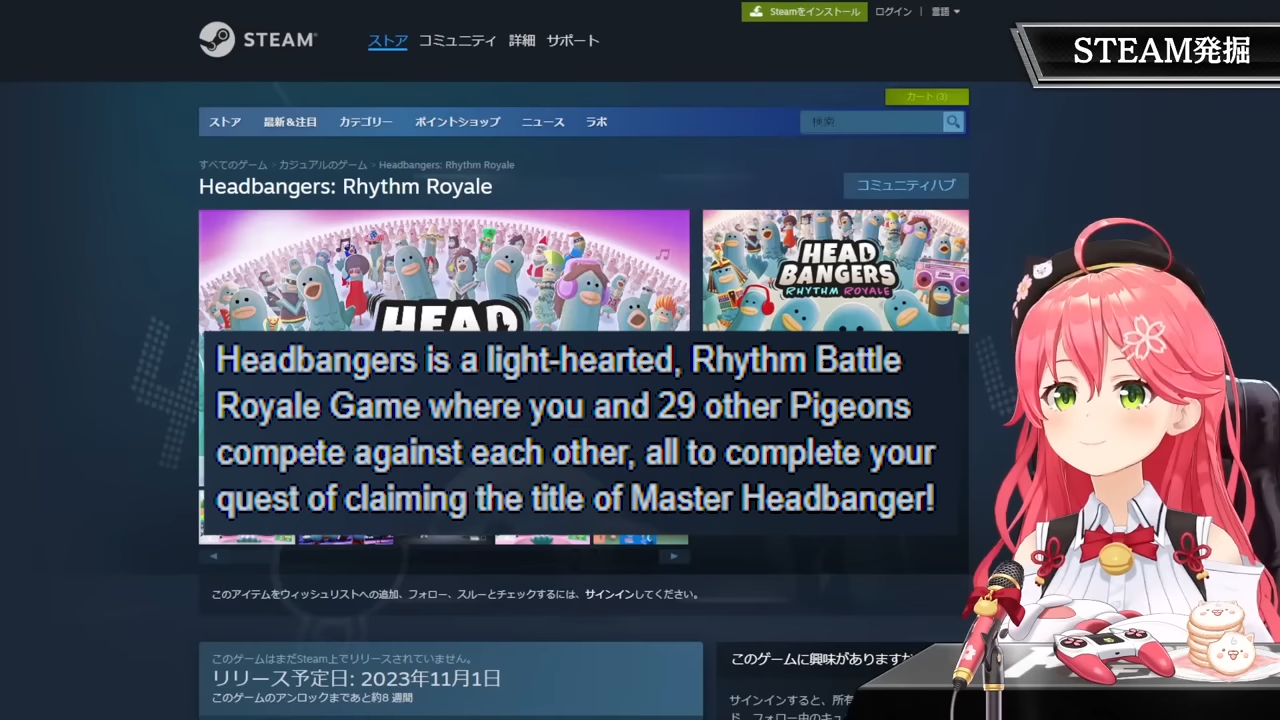 Steamをインストール
ログイン | 言語
STEAM
ストア コミュニティ 詳細 サポート
STEAM発掘
カート (3)
ストア 最新&注目 カテゴリー ポイントショップ ニュース ラボ
検索
すべてのゲーム > カジュアルのゲーム > Headbangers: Rhythm Royale
Headbangers: Rhythm Royale
コミュニティハブ
HEAD
HEAD
BANGERS
RHYTHM ROYALE
Headbangers is a light-hearted, Rhythm Battle
Royale Game where you and 29 other Pigeons
compete against each other, all to complete your
quest of claiming the title of Master Headbanger!
このアイテムをウィッシュリストへの追加、フォロー、スルーとチェックするには、サインインしてください。
このゲームはまだSteam上でリリースされていません。
リリース予定日: 2023年11月1日
このゲームのアンロックまであと約8 週間
このゲームに興味がありますか
サインインすると、所有
ド、フォロー中のキュ